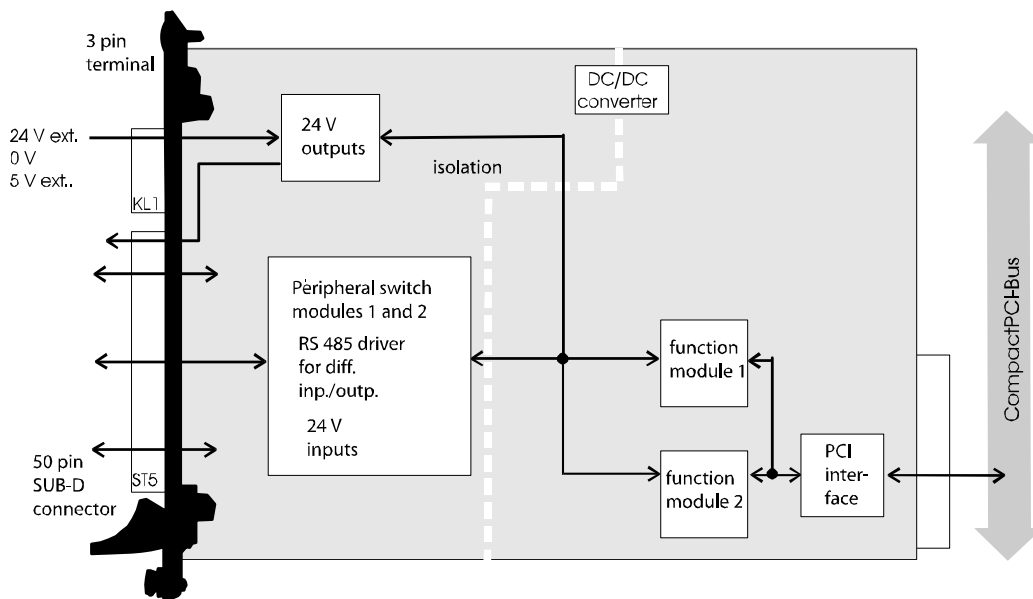 3 pin
terminal
24 V ext.
0 V
5 V ext..
KL1
24 V
outputs
DC/DC
converter
isolation
Peripheral switch
modules 1 and 2
RS 485 driver
for diff.
inp./outp.
24 V
inputs
function
module 1
function
module 2
PCI
inter-
face
CompactPCI-Bus
50 pin
SUB-D
connector
ST5